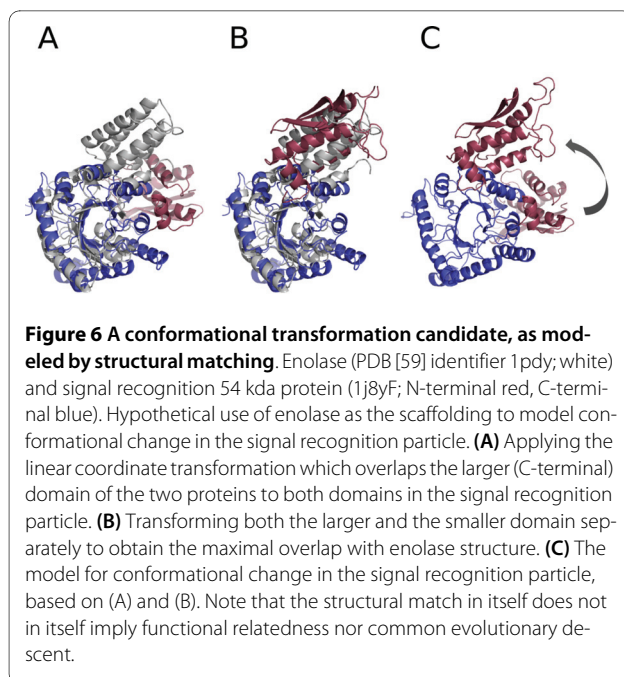 A B C
Figure 6 A conformational transformation candidate, as mod-
eled by structural matching. Enolase (PDB [59] identifier 1pdy; white)
and signal recognition 54 kda protein (1j8yF; N-terminal red, C-termi-
nal blue). Hypothetical use of enolase as the scaffolding to model con-
formational change in the signal recognition particle. (A) Applying the
linear coordinate transformation which overlaps the larger (C-terminal)
domain of the two proteins to both domains in the signal recognition
particle. (B) Transforming both the larger and the smaller domain sep-
arately to obtain the maximal overlap with enolase structure. (C) The
model for conformational change in the signal recognition particle,
based on (A) and (B). Note that the structural match in itself does not
in itself imply functional relatedness nor common evolutionary de-
scent.